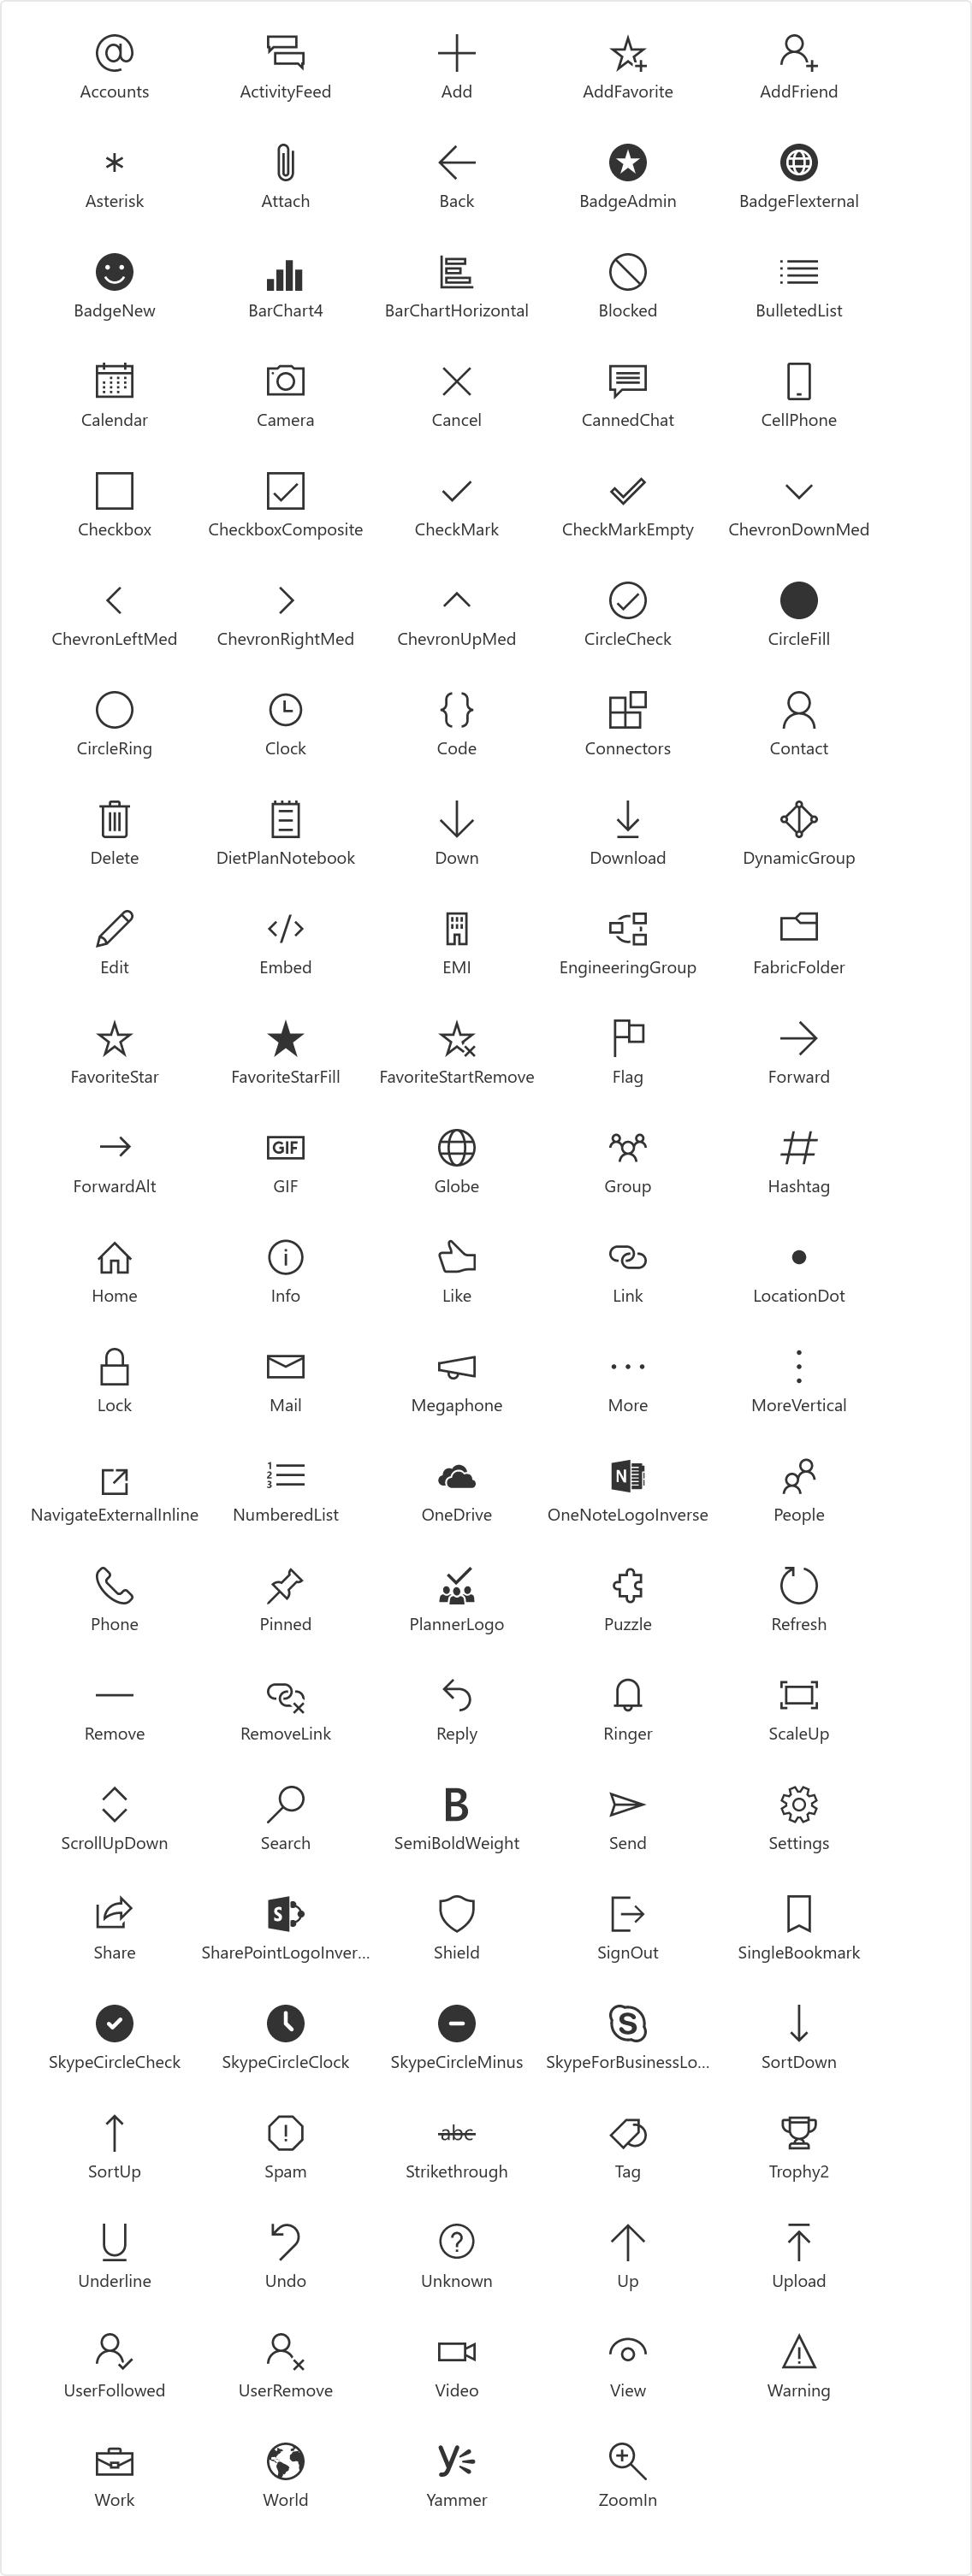 Accounts ActivityFeed Add AddFavorite AddFriend
Asterisk Attach Back BadgeAdmin BadgeFlexternal
BadgeNew BarChart4 BarChartHorizontal Blocked BulletedList
Calendar Camera Cancel CannedChat CellPhone
Checkbox CheckboxComposite CheckMark CheckMarkEmpty ChevronDownMed
ChevronLeftMed ChevronRightMed ChevronUpMed CircleCheck CircleFill
CircleRing Clock Code Connectors Contact
Delete DietPlanNotebook Down Download DynamicGroup
Edit Embed EMI EngineeringGroup FabricFolder
FavoriteStar FavoriteStarFill FavoriteStartRemove Flag Forward
GIF
ForwardAlt GIF Globe Group Hashtag
Home Info Like Link LocationDot
Lock Mail Megaphone More MoreVertical
1
2
3
N
NavigateExternalInline NumberedList OneDrive OneNoteLogoInverse People
Phone Pinned PlannerLogo Puzzle Refresh
Remove RemoveLink Reply Ringer ScaleUp
B
ScrollUpDown Search SemiBoldWeight Send Settings
S
Share SharePointLogoInver... Shield SignOut SingleBookmark
S
SkypeCircleCheck SkypeCircleClock SkypeCircleMinus SkypeForBusinessLo... SortDown
abc
SortUp Spam Strikethrough Tag Trophy2
U
Underline Undo Unknown Up Upload
UserFollowed UserRemove Video View Warning
Work World Yammer ZoomIn